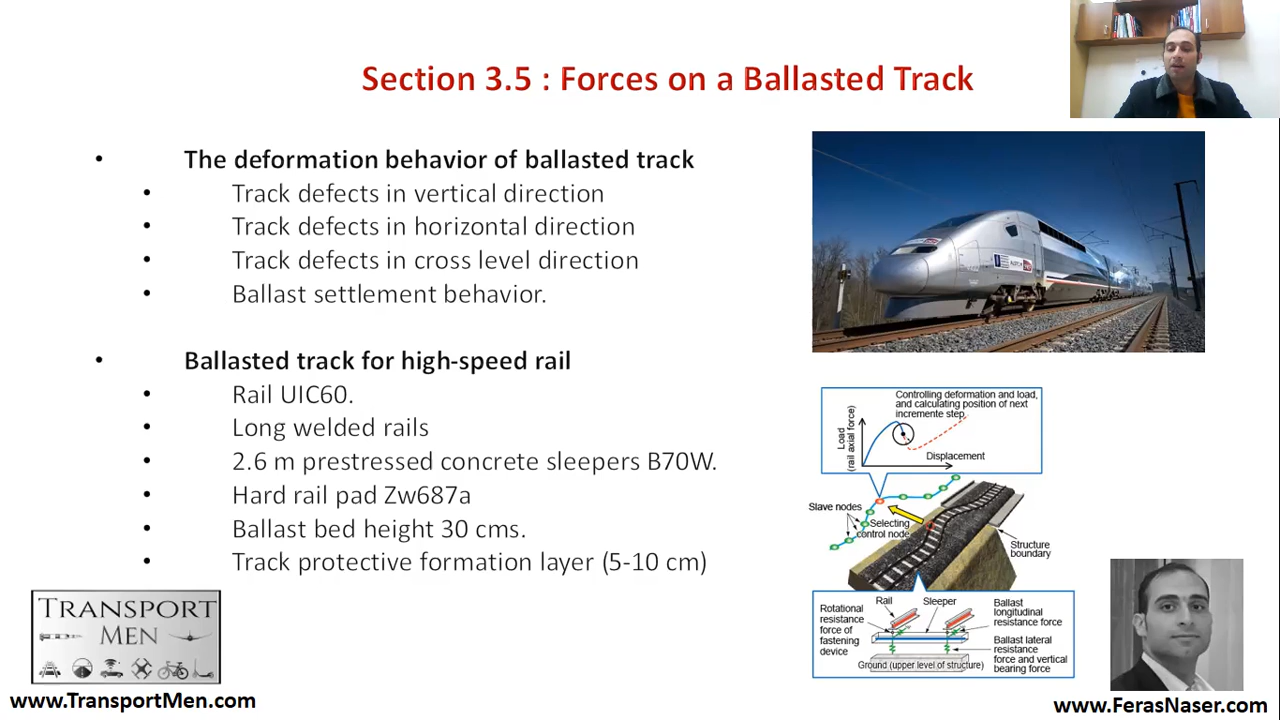 Section 3.5 : Forces on a Ballasted Track
• The deformation behavior of ballasted track
• Track defects in vertical direction
• Track defects in horizontal direction
• Track defects in cross level direction
• Ballast settlement behavior.
• Ballasted track for high-speed rail
• Rail UIC60.
• Long welded rails
• 2.6 m prestressed concrete sleepers B70W.
• Hard rail pad Zw687a
• Ballast bed height 30 cms.
• Track protective formation layer (5-10 cm)
Controlling deformation and load,
and calculating position of next
incremente step
Load
(rail axial force)
Displacement
Slave nodes
Selecting
control node
Structure
boundary
Rotational
resistance
force of
fastening
device
Rail
Sleeper
Ballast
longitudinal
resistance force
Ballast lateral
resistance
force and vertical
bearing force
Ground (upper level of structure)
TRANSPORT
MEN
www.TransportMen.com
www.FerasNaser.com